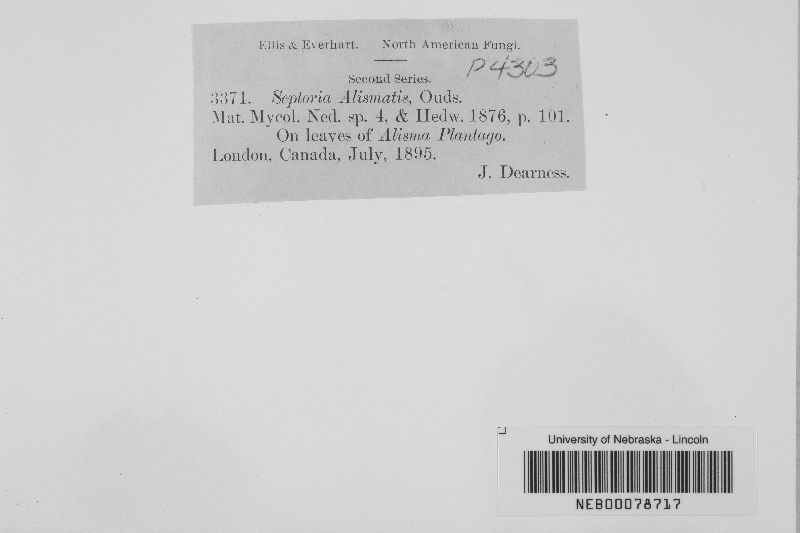 Ellis & Everhart. North American Fungi.
P4303
Second Series.
3371. Septoria Alismatis, Ouds.
Mat. Mycol. Ned. sp. 4, & Hedw. 1876, p. 101.
On leaves of Alisma Plantago.
London, Canada, July, 1895.
J. Dearness.
University of Nebraska - Lincoln
NEB00078717